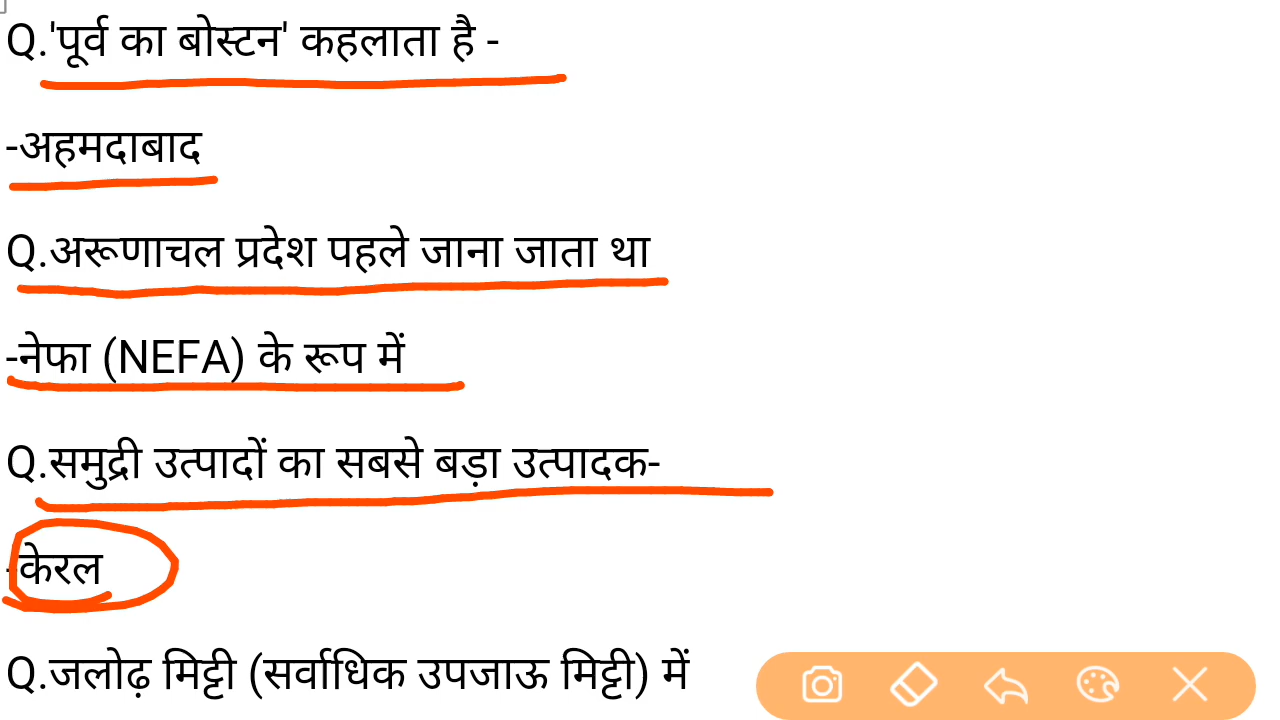 Q.'पूर्व का बोस्टन' कहलाता है -
-अहमदाबाद
Q.अरूणाचल प्रदेश पहले जाना जाता था
-नेफा (NEFA) के रूप में
Q.समुद्री उत्पादों का सबसे बड़ा उत्पादक-
-केरल
Q.जलोढ़ मिट्टी (सर्वाधिक उपजाऊ मिट्टी) में